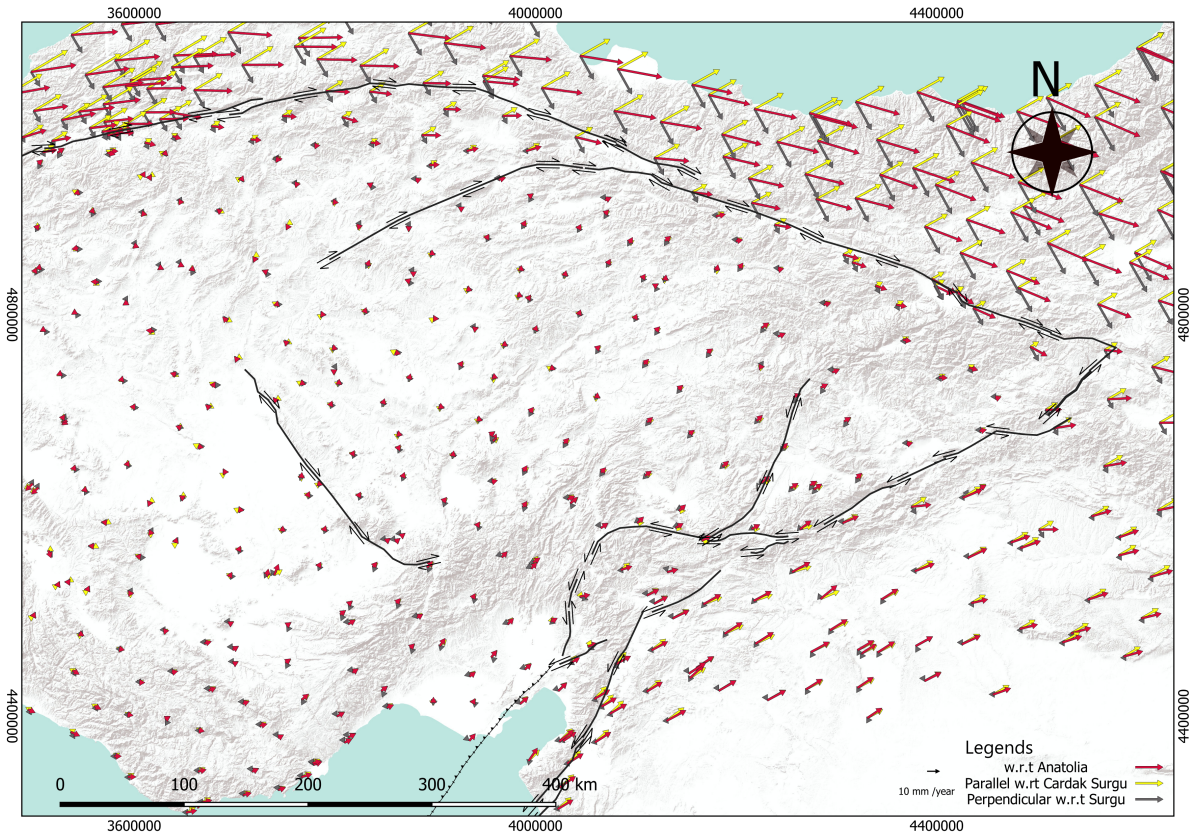 3600000 4000000 4400000
N
4800000 4800000
4400000 4400000
Legends
w.r.t Anatolia
Parallel w.rt Cardak Surgu
10 mm /year Perpendicular w.r.t Surgu
0 100 200 300 400 km
3600000 4000000 4400000